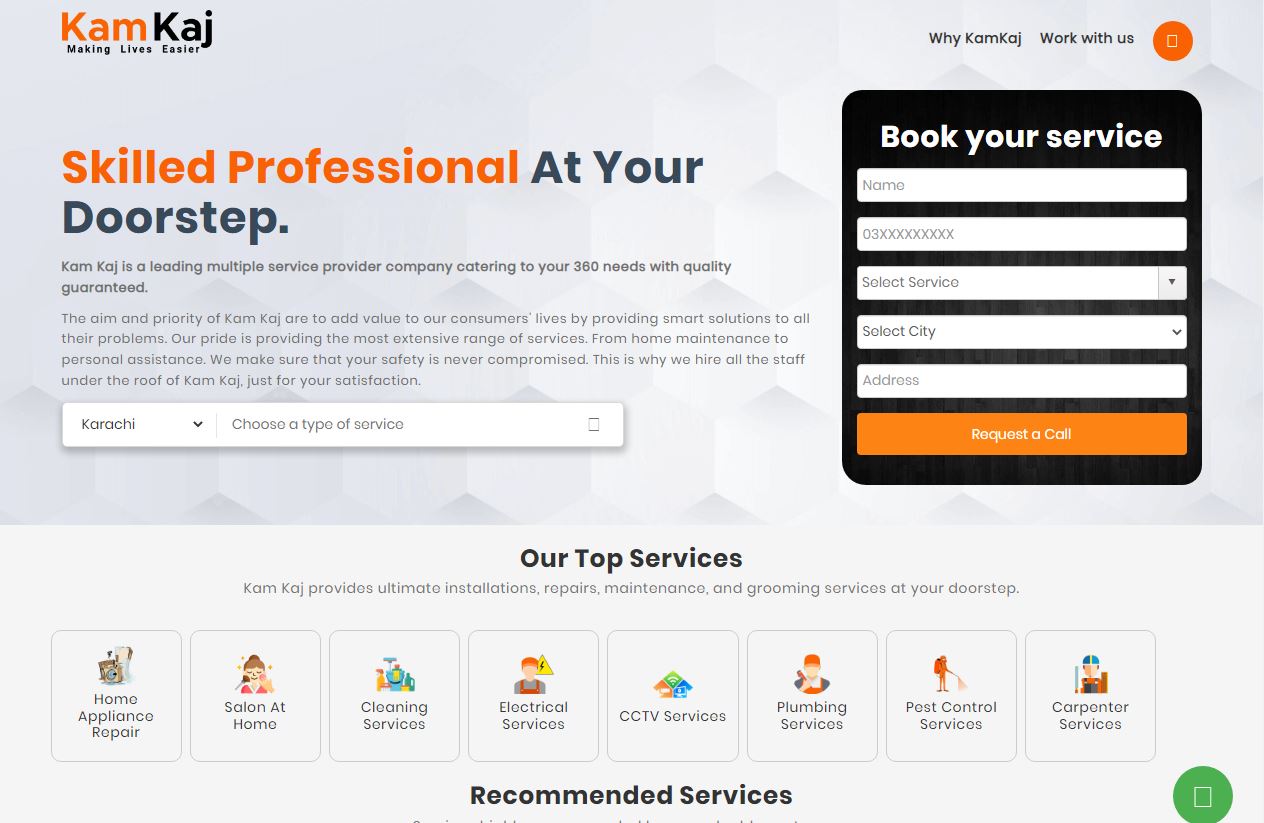 Kam Kaj
Making Lives Easier
Why KamKaj
Work with us
Skilled Professional At Your
Doorstep.
Kam Kaj is a leading multiple service provider company catering to your 360 needs with quality
guaranteed.
The aim and priority of Kam Kaj are to add value to our consumers' lives by providing smart solutions to all
their problems. Our pride is providing the most extensive range of services. From home maintenance to
personal assistance. We make sure that your safety is never compromised. This is why we hire all the staff
under the roof of Kam Kaj, just for your satisfaction.
Karachi
Choose a type of service
Book your service
Name
03XXXXXXXXX
Select Service
Select City
Address
Request a Call
Our Top Services
Kam Kaj provides ultimate installations, repairs, maintenance, and grooming services at your doorstep.
Home
Appliance
Repair
Salon At
Home
Cleaning
Services
Electrical
Services
CCTV Services
Plumbing
Services
Pest Control
Services
Carpenter
Services
Recommended Services